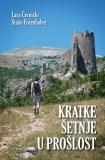 Lara Černicki
Stašo Forenbaher
KRATKE
ŠETNJE
U PROŠLOST